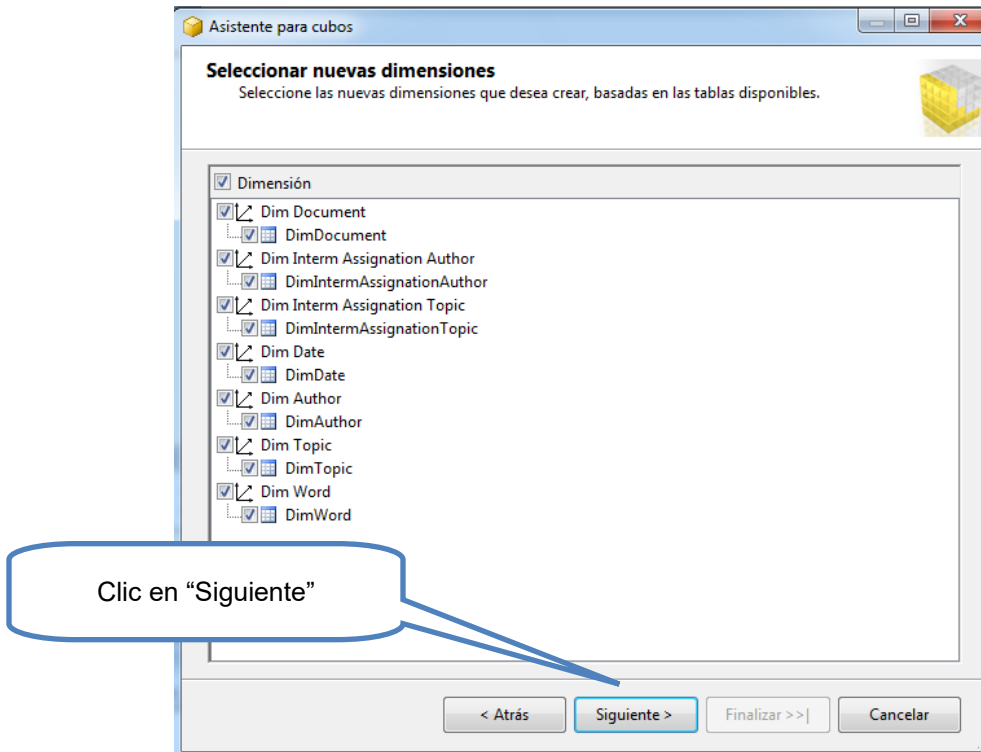 Asistente para cubos
Seleccionar nuevas dimensiones
Seleccione las nuevas dimensiones que desea crear, basadas en las tablas disponibles.
Dimensión
Dim Document
DimDocument
Dim Interm Assignation Author
DimIntermAssignationAuthor
Dim Interm Assignation Topic
DimIntermAssignationTopic
Dim Date
DimDate
Dim Author
DimAuthor
Dim Topic
DimTopic
Dim Word
DimWord
Clic en “Siguiente”
< Atrás
Siguiente >
Finalizar >>|
Cancelar